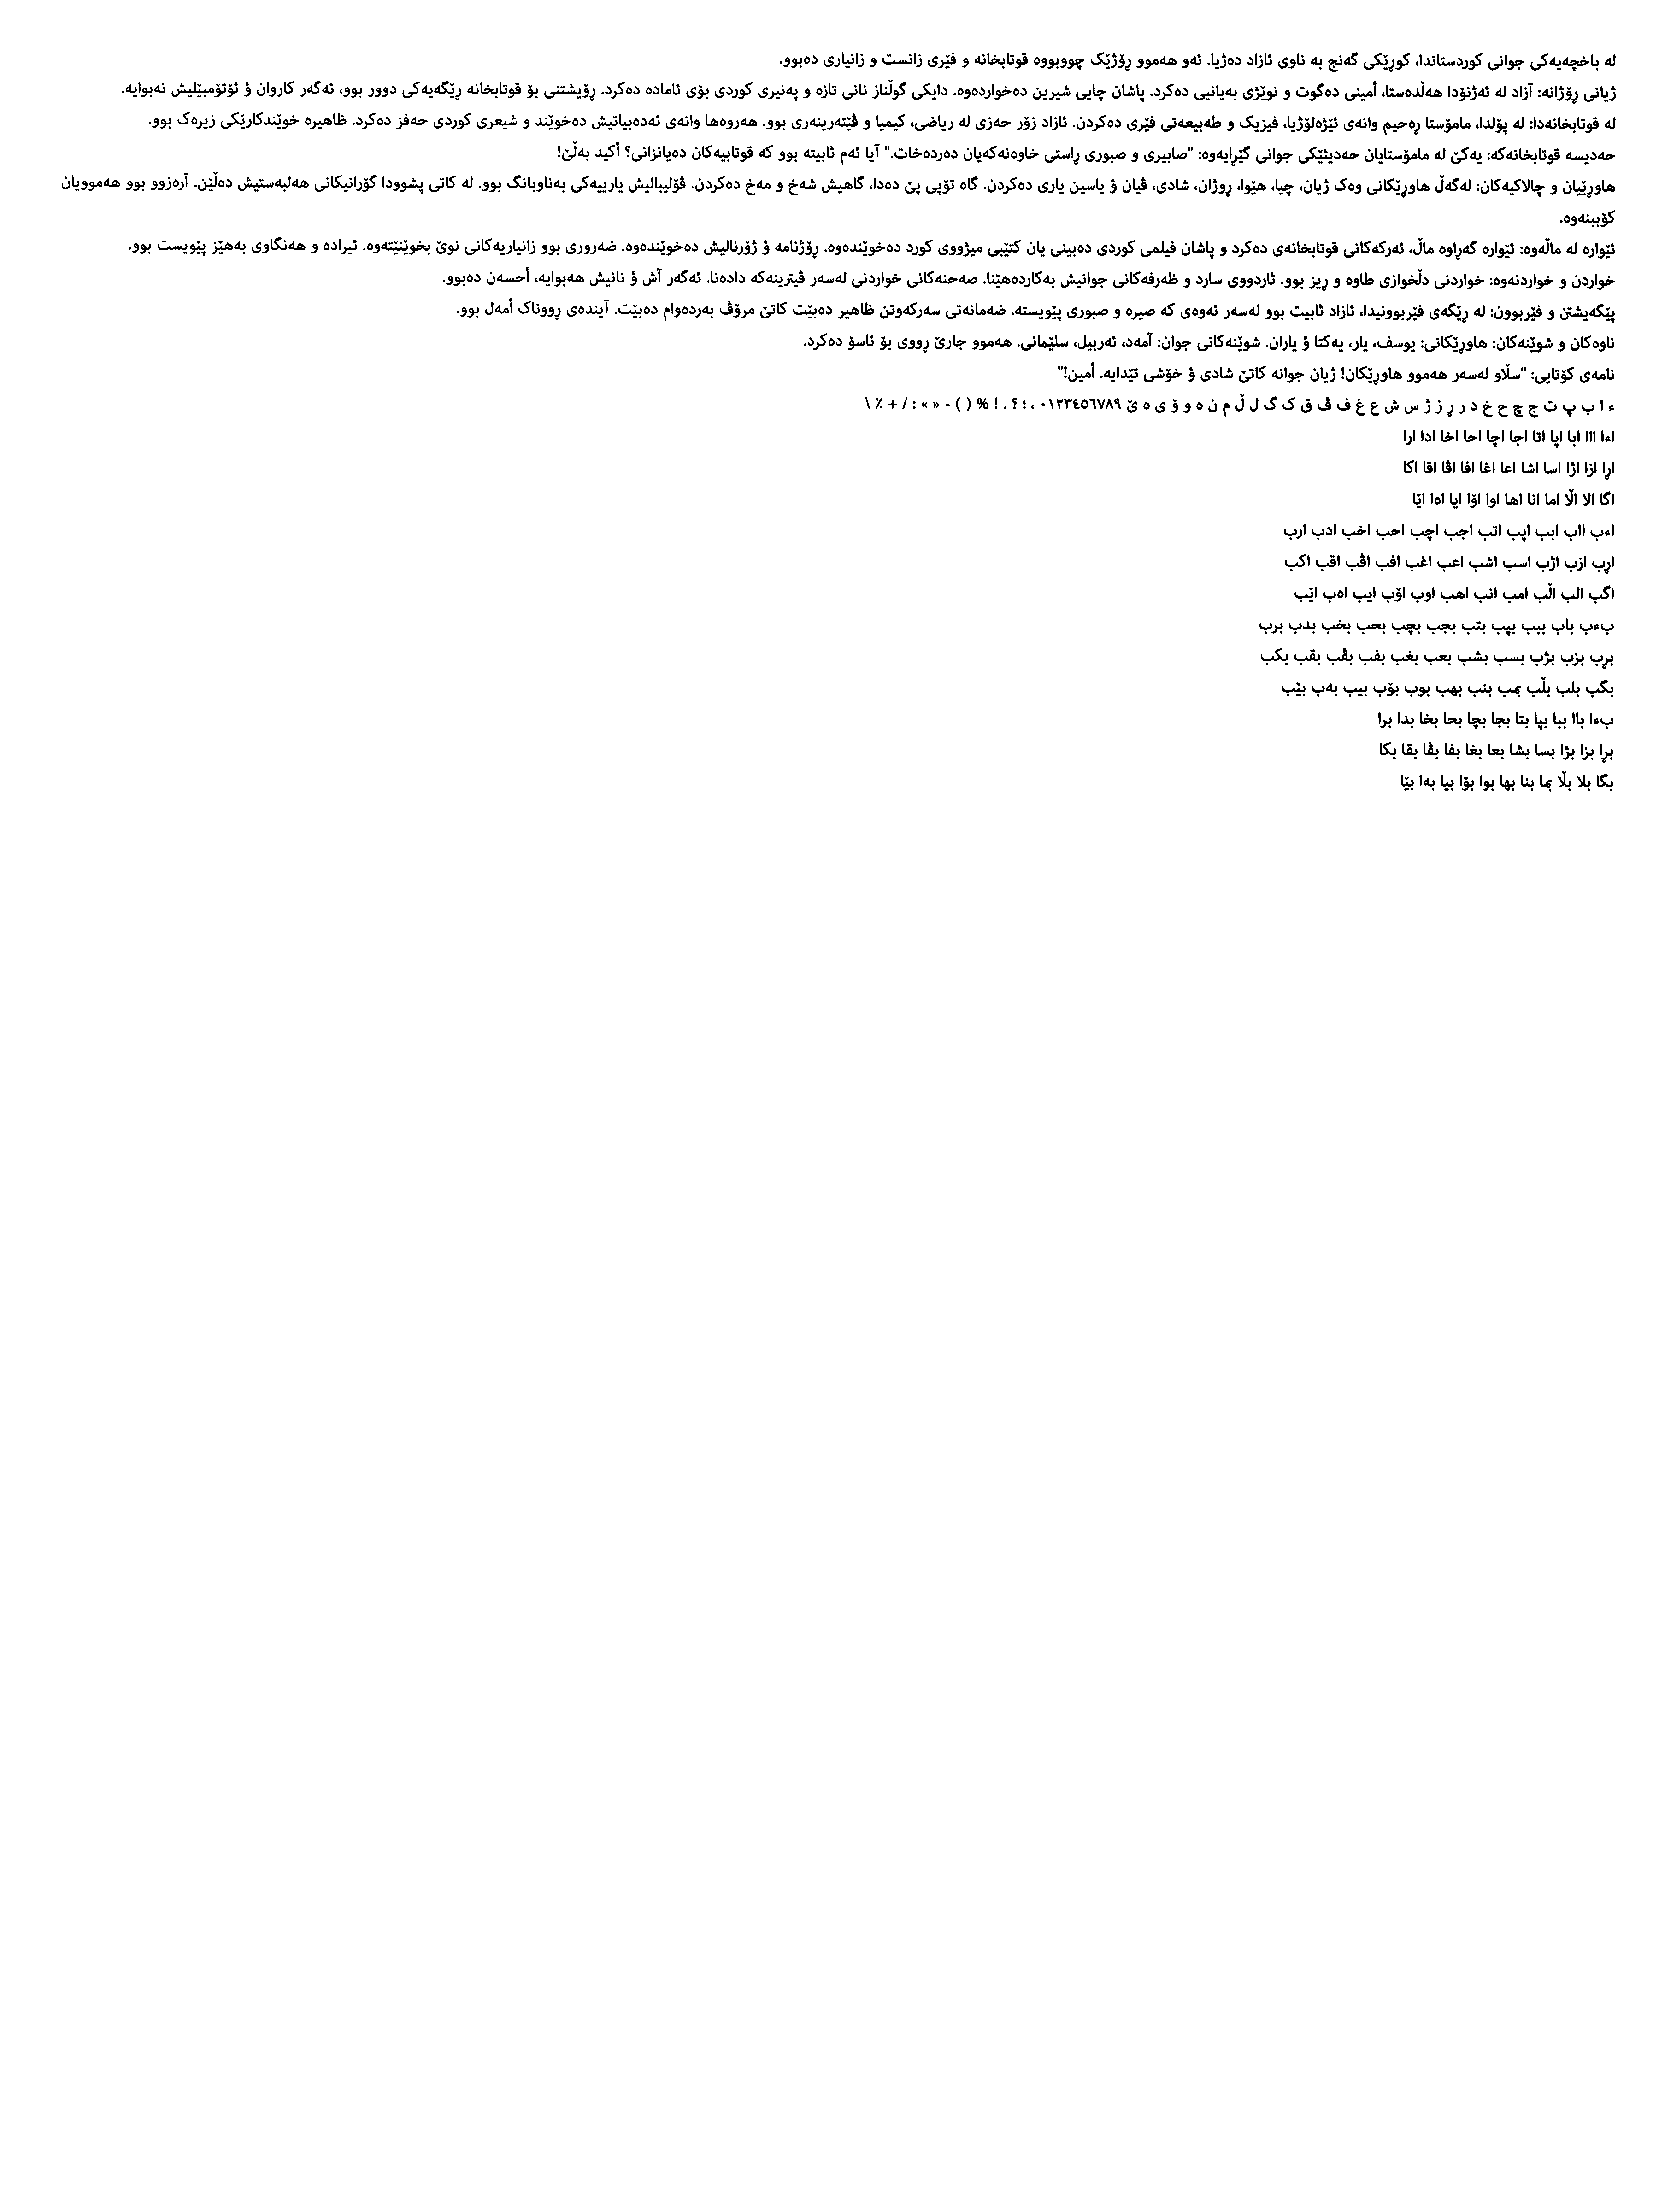 لە باخچەیەکی جوانی کوردستاندا، کوڕێکی گەنج بە ناوی ئازاد دەژیا. ئەو هەموو ڕۆژێک چووبووە قوتابخانە و فێری زانست و زانیاری دەبوو.
ژیانی ڕۆژانە: آزاد لە ئەژنۆدا هەڵدەستا، أمینی دەگوت و نوێژی بەیانیی دەکرد. پاشان چایی شیرین دەخواردەوە. دایکی گوڵناز نانی تازە و پەنیری کوردی بۆی ئامادە دەکرد. ڕۆیشتنی بۆ قوتابخانە ڕێگەیەکی دوور بوو، ئەگەر کاروان ؤ ئۆتۆمبێلیش نەبوایە.
لە قوتابخانەدا: لە پۆلدا، مامۆستا ڕەحیم وانەی ئێژەلۆژیا، فیزیک و طەبیعەتی فێری دەکردن. ئازاد زۆر حەزی لە ریاضی، کیمیا و ڤێتەرینەری بوو. هەروەها وانەی ئەدەبیاتیش دەخوێند و شیعری کوردی حەفز دەکرد. ظاهیرە خوێندکارێکی زیرەک بوو.
حەدیسە قوتابخانەکە: یەکێ لە مامۆستایان حەدیثێکی جوانی گێڕایەوە: "صابیری و صبوری ڕاستی خاوەنەکەیان دەردەخات." آیا ئەم ثابیتە بوو کە قوتابیەکان دەیانزانی؟ أکید بەڵێ!
هاوڕێیان و چالاکیەکان: لەگەڵ هاوڕێکانی وەک ژیان، چیا، هێوا، ڕوژان، شادی، ڤیان ؤ یاسین یاری دەکردن. گاە تۆپی پێ دەدا، گاهیش شەخ و مەخ دەکردن. ڤۆلیبالیش یارییەکی بەناوبانگ بوو. لە کاتی پشوودا گۆرانیکانی هەلبەستیش دەڵێن. آرەزوو بوو هەموویان
کۆببنەوە.
ئێوارە لە ماڵەوە: ئێوارە گەڕاوە ماڵ، ئەرکەکانی قوتابخانەی دەکرد و پاشان فیلمی کوردی دەبینی یان کتێبی میژووی کورد دەخوێندەوە. ڕۆژنامە ؤ ژۆرنالیش دەخوێندەوە. ضەروری بوو زانیاریەکانی نوێ بخوێنێتەوە. ئیرادە و هەنگاوی بەهێز پێویست بوو.
خواردن و خواردنەوە: خواردنی دڵخوازی طاوە و ڕیز بوو. ئاردووی سارد و ظەرفەکانی جوانیش بەکاردەهێنا. صەحنەکانی خواردنی لەسەر ڤیترینەکە دادەنا. ئەگەر آش ؤ نانیش هەبوایە، أحسەن دەبوو.
پێگەیشتن و فێربوون: لە ڕێگەی فێربوونیدا، ئازاد ثابیت بوو لەسەر ئەوەی کە صیرە و صبوری پێویستە. ضەمانەتی سەرکەوتن ظاهیر دەبێت کاتێ مرۆڤ بەردەوام دەبێت. آیندەی ڕووناک أمەل بوو.
ناوەکان و شوێنەکان: هاوڕێکانی: یوسف، یار، یەکتا ؤ یاران. شوێنەکانی جوان: آمەد، ئەربیل، سلێمانی. هەموو جارێ ڕووی بۆ ئاسۆ دەکرد.
نامەی کۆتایی: "سڵاو لەسەر هەموو هاوڕێکان! ژیان جوانە کاتێ شادی ؤ خۆشی تێدایە. أمین!"
ء ا ب پ ت ج چ ح خ د ر ڕ ز ژ س ش ع غ ف ڤ ق ک گ ل ڵ م ن ه و ۆ ی ە ێ ٠١٢٣٤٥٦٧٨٩ ، ؛ ؟ . ! % ( ) - « » : / + ٪ \
اءا ااا ابا اپا اتا اجا اچا احا اخا ادا ارا
اڕا ازا اژا اسا اشا اعا اغا افا اڤا اقا اکا
اگا الا اڵا اما انا اها اوا اۆا ایا اەا اێا
اءب ااب ابب اپب اتب اجب اچب احب اخب ادب ارب
اڕب ازب اژب اسب اشب اعب اغب افب اڤب اقب اکب
اگب الب اڵب امب انب اهب اوب اۆب ایب اەب اێب
بءب باب ببب بپب بتب بجب بچب بحب بخب بدب برب
بڕب بزب بژب بسب بشب بعب بغب بفب بڤب بقب بکب
بگب بلب بڵب بمب بنب بهب بوب بۆب بیب بەب بێب
بءا باا ببا بپا بتا بجا بچا بحا بخا بدا برا
بڕا بزا بژا بسا بشا بعا بغا بفا بڤا بقا بکا
بگا بلا بڵا بما بنا بها بوا بۆا بیا بەا بێا